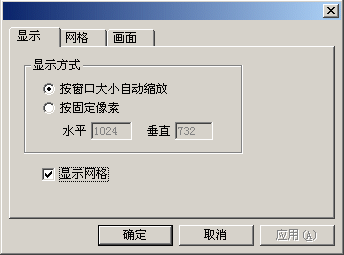 显示 网格 画面
显示方式
按窗口大小自动缩放
按固定像素
水平 1024 垂直 732
显示网格
确定 取消 应用(A)